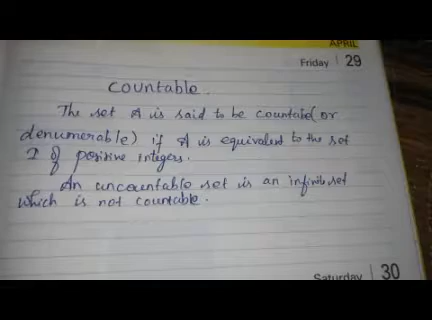 APRIL
Friday 29
countable.
The set A is said to be countable (or
denumerable) if A is equivalent to the set
I of positive integers.
An uncountable set is an infinite set
which is not countable.
Saturday 30